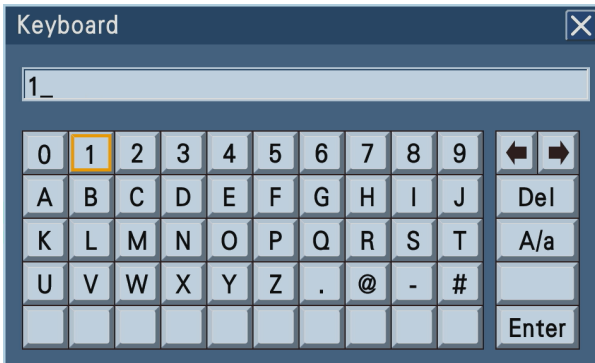 Keyboard
1_
0 1 2 3 4 5 6 7 8 9
A B C D E F G H I J Del
K L M N O P Q R S T A/a
U V W X Y Z . @ - #
Enter